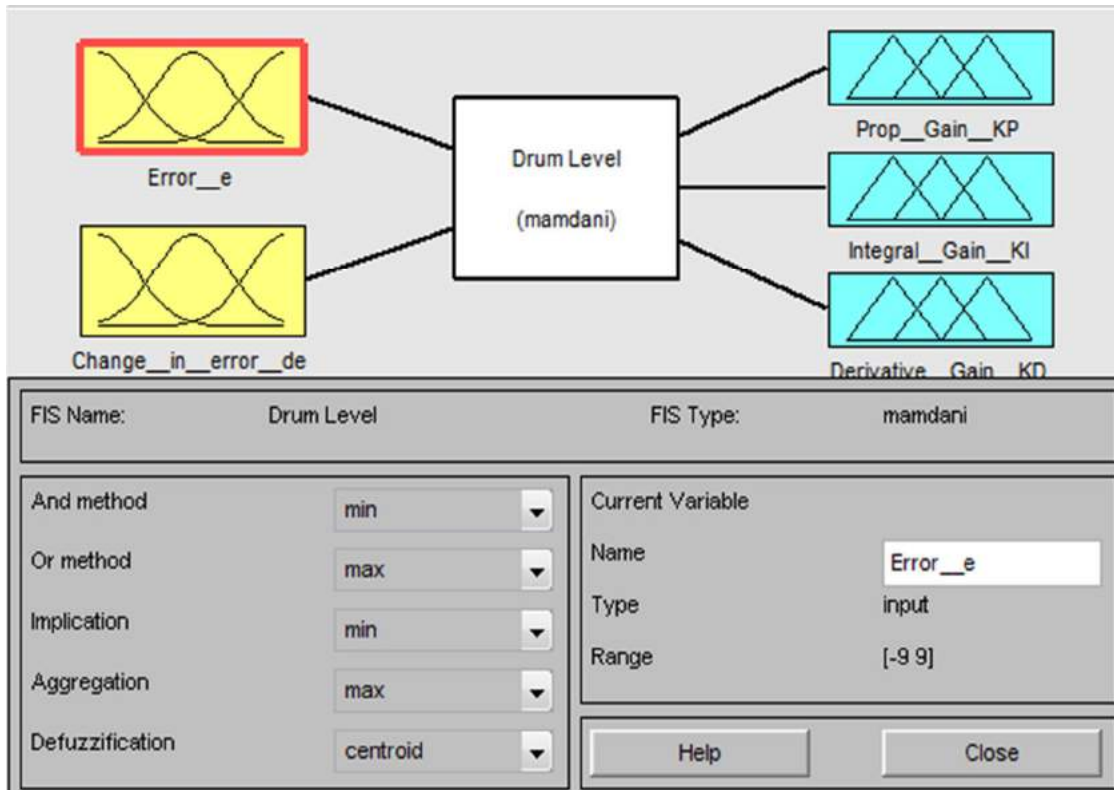 Error__e
Change__in__error__de
Drum Level
(mamdani)
Prop__Gain__KP
Integral__Gain__KI
Derivative__Gain__KD
FIS Name: Drum Level FIS Type: mamdani
And method min
Or method max
Implication min
Aggregation max
Defuzzification centroid
Current Variable
Name Error__e
Type input
Range [-9 9]
Help Close